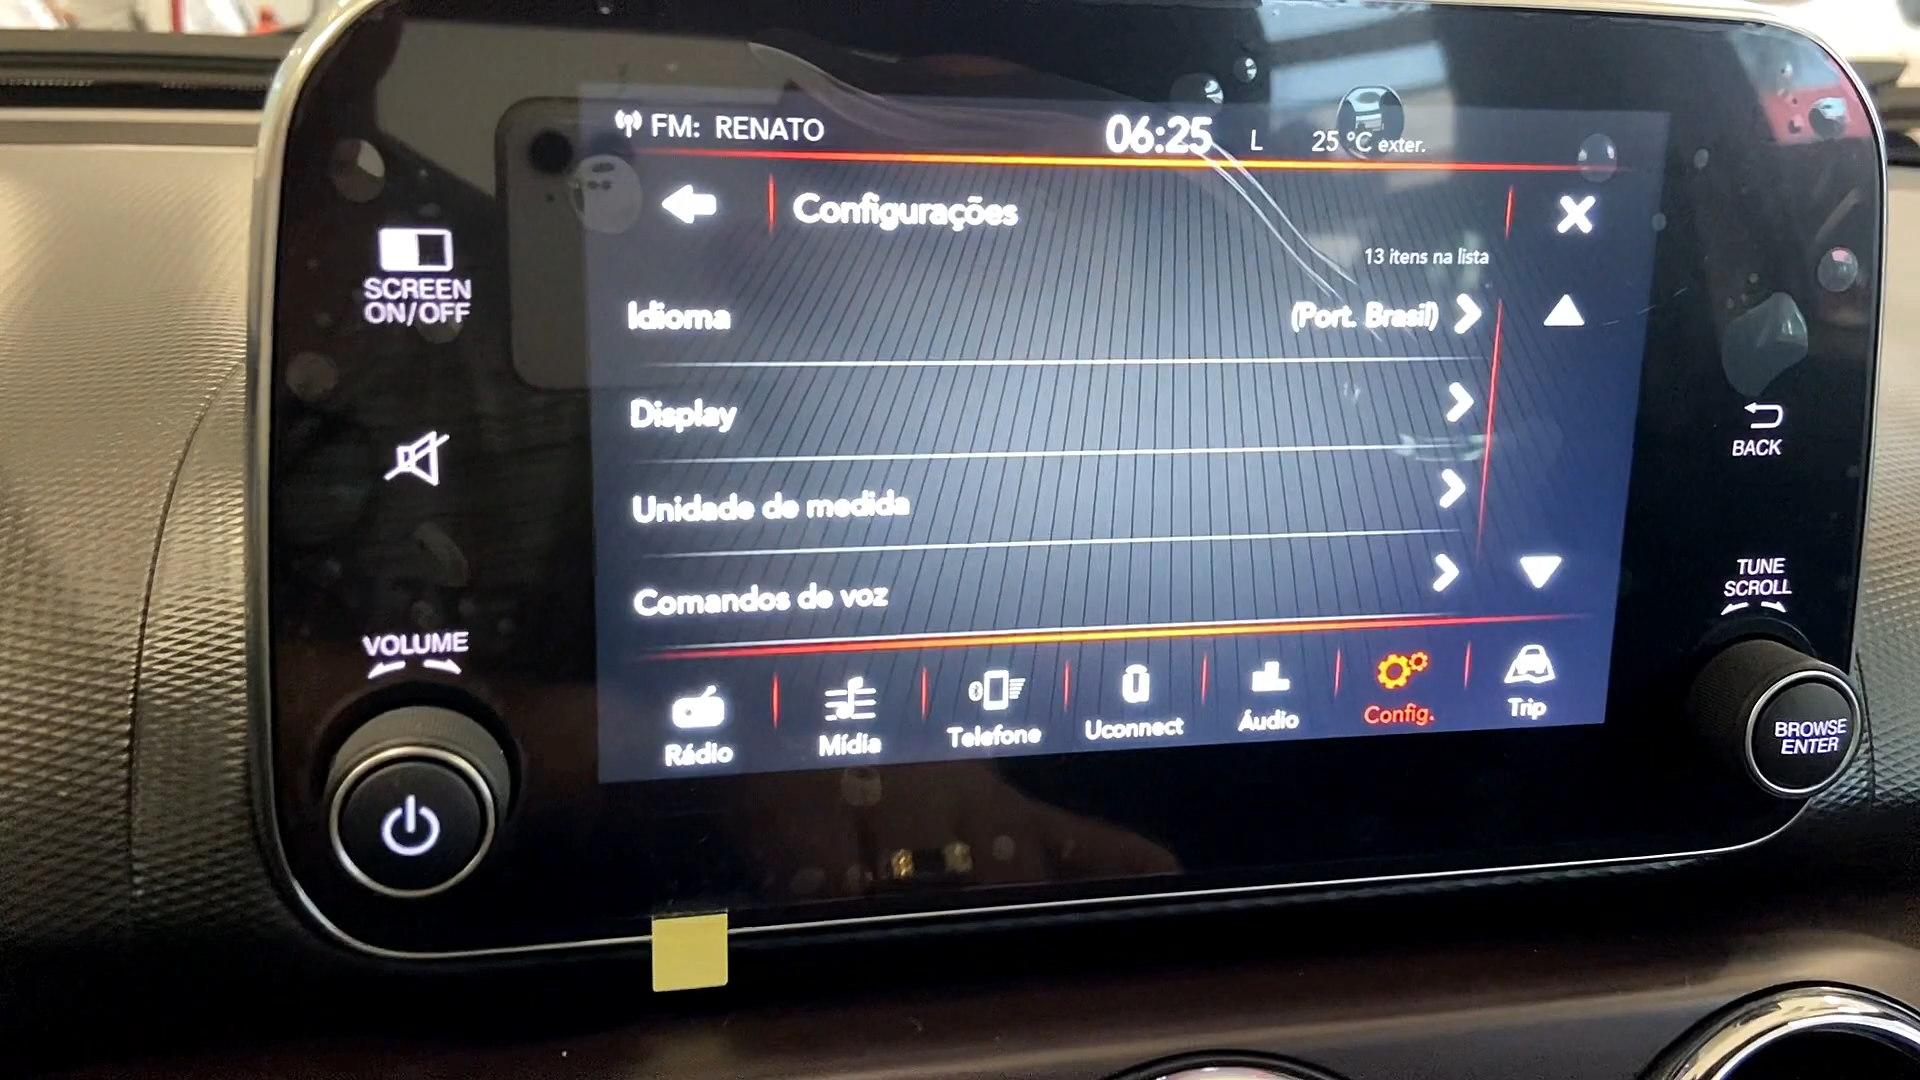 FM: RENATO
06:25
L
25 °C exter.
Configurações
13 itens na lista
Idioma
(Port. Brasil)
Display
Unidade de medida
Comandos de voz
Rádio
Mídia
Telefone
Uconnect
Áudio
Config.
Trip
SCREEN
ON/OFF
VOLUME
BACK
TUNE
SCROLL
BROWSE
ENTER